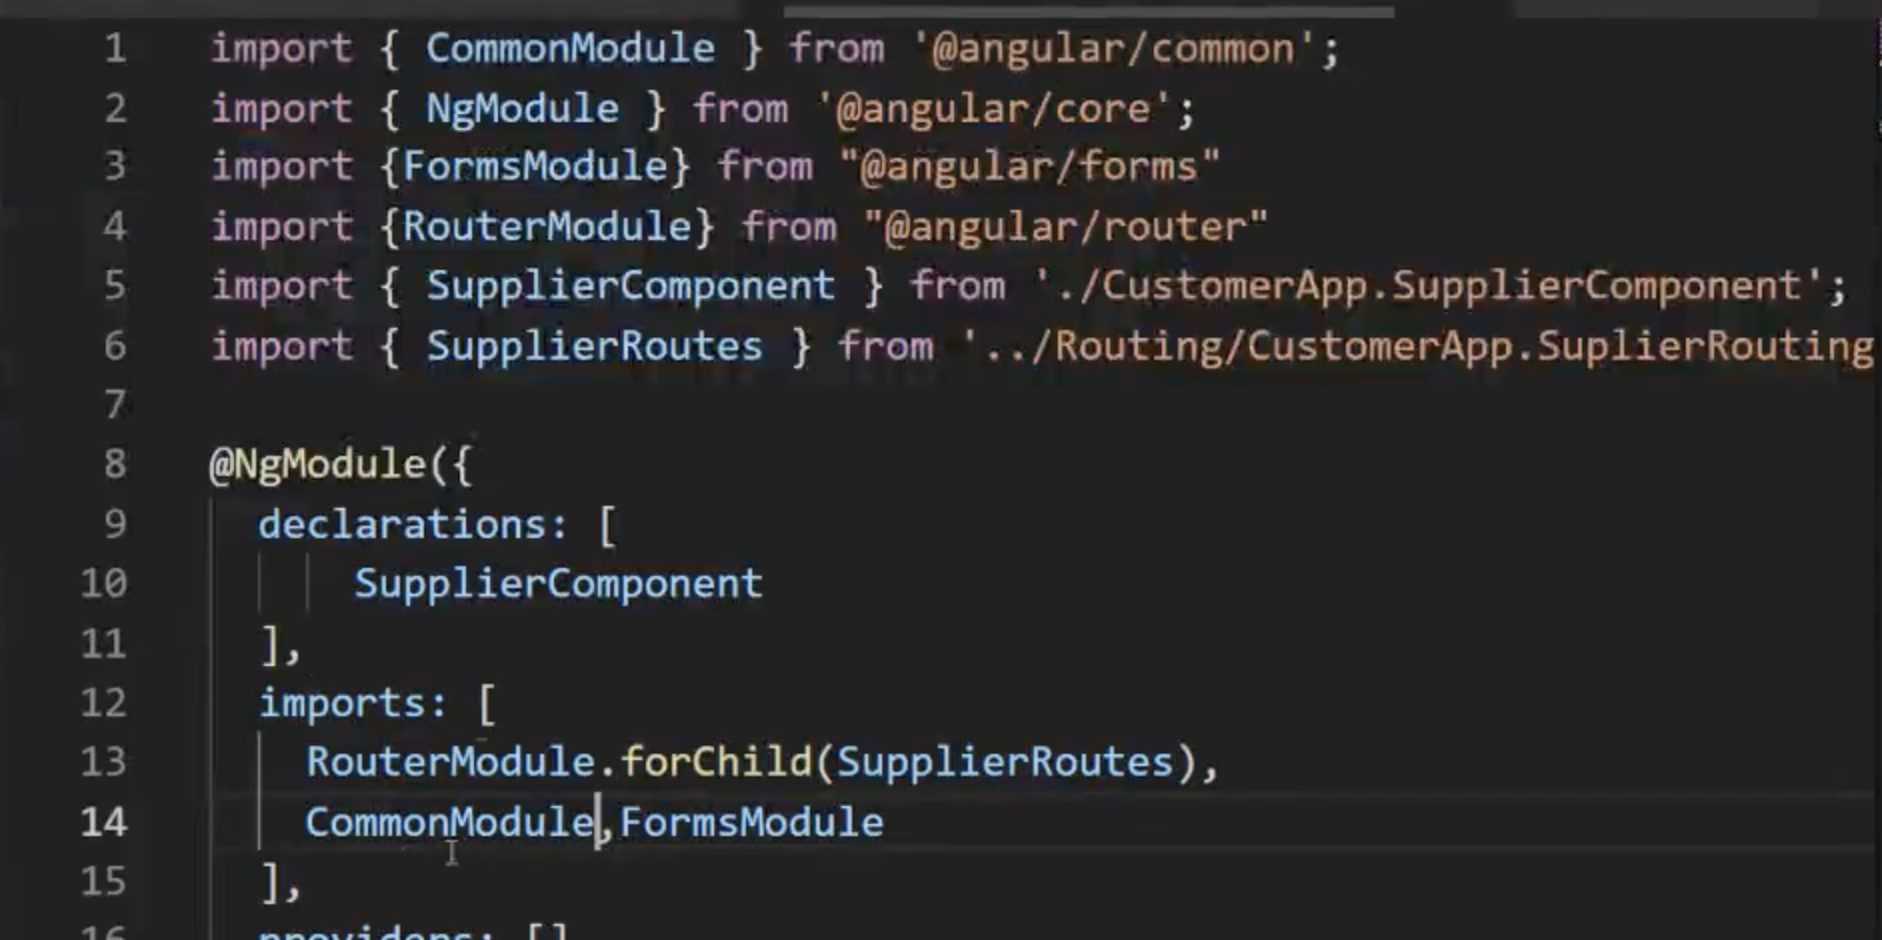 1 import { CommonModule } from '@angular/common';
2 import { NgModule } from '@angular/core';
3 import {FormsModule} from "@angular/forms"
4 import {RouterModule} from "@angular/router"
5 import { SupplierComponent } from './CustomerApp.SupplierComponent';
6 import { SupplierRoutes } from '../Routing/CustomerApp.SuplierRouting
7
8 @NgModule({
9 declarations: [
10 SupplierComponent
11 ],
12 imports: [
13 RouterModule.forChild(SupplierRoutes),
14 CommonModule,FormsModule
15 ],
16 providers: []